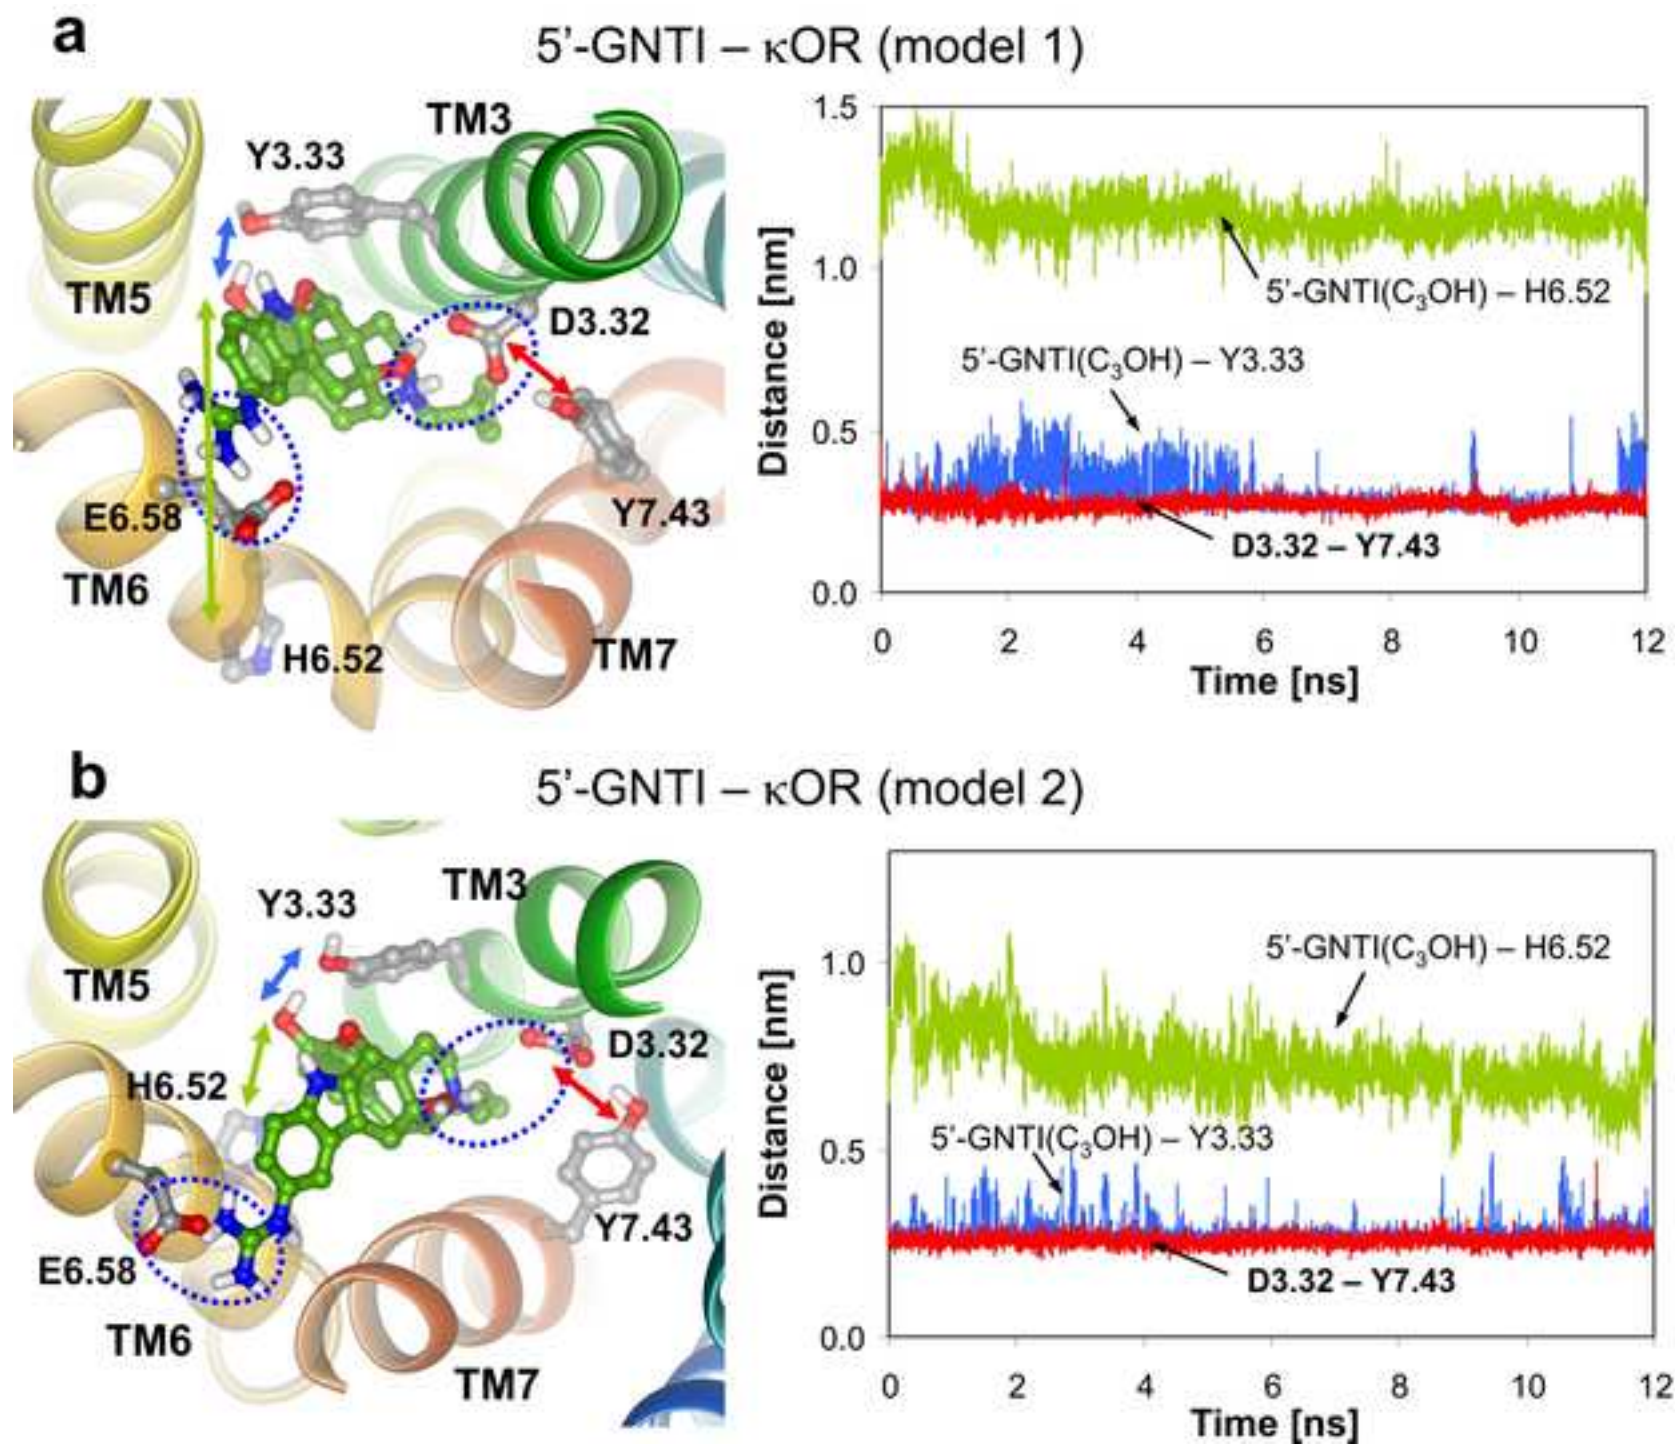 a
5'-GNTI – κOR (model 1)
TM3
Y3.33
TM5
D3.32
E6.58
Y7.43
TM6
H6.52
TM7
1.5
1.0
0.5
0.0
Distance [nm]
5'-GNTI(C₃OH) – H6.52
5'-GNTI(C₃OH) – Y3.33
D3.32 – Y7.43
0 2 4 6 8 10 12
Time [ns]
b
5'-GNTI – κOR (model 2)
TM3
Y3.33
TM5
D3.32
H6.52
Y7.43
E6.58
TM6
TM7
1.0
0.5
0.0
Distance [nm]
5'-GNTI(C₃OH) – H6.52
5'-GNTI(C₃OH) – Y3.33
D3.32 – Y7.43
0 2 4 6 8 10 12
Time [ns]